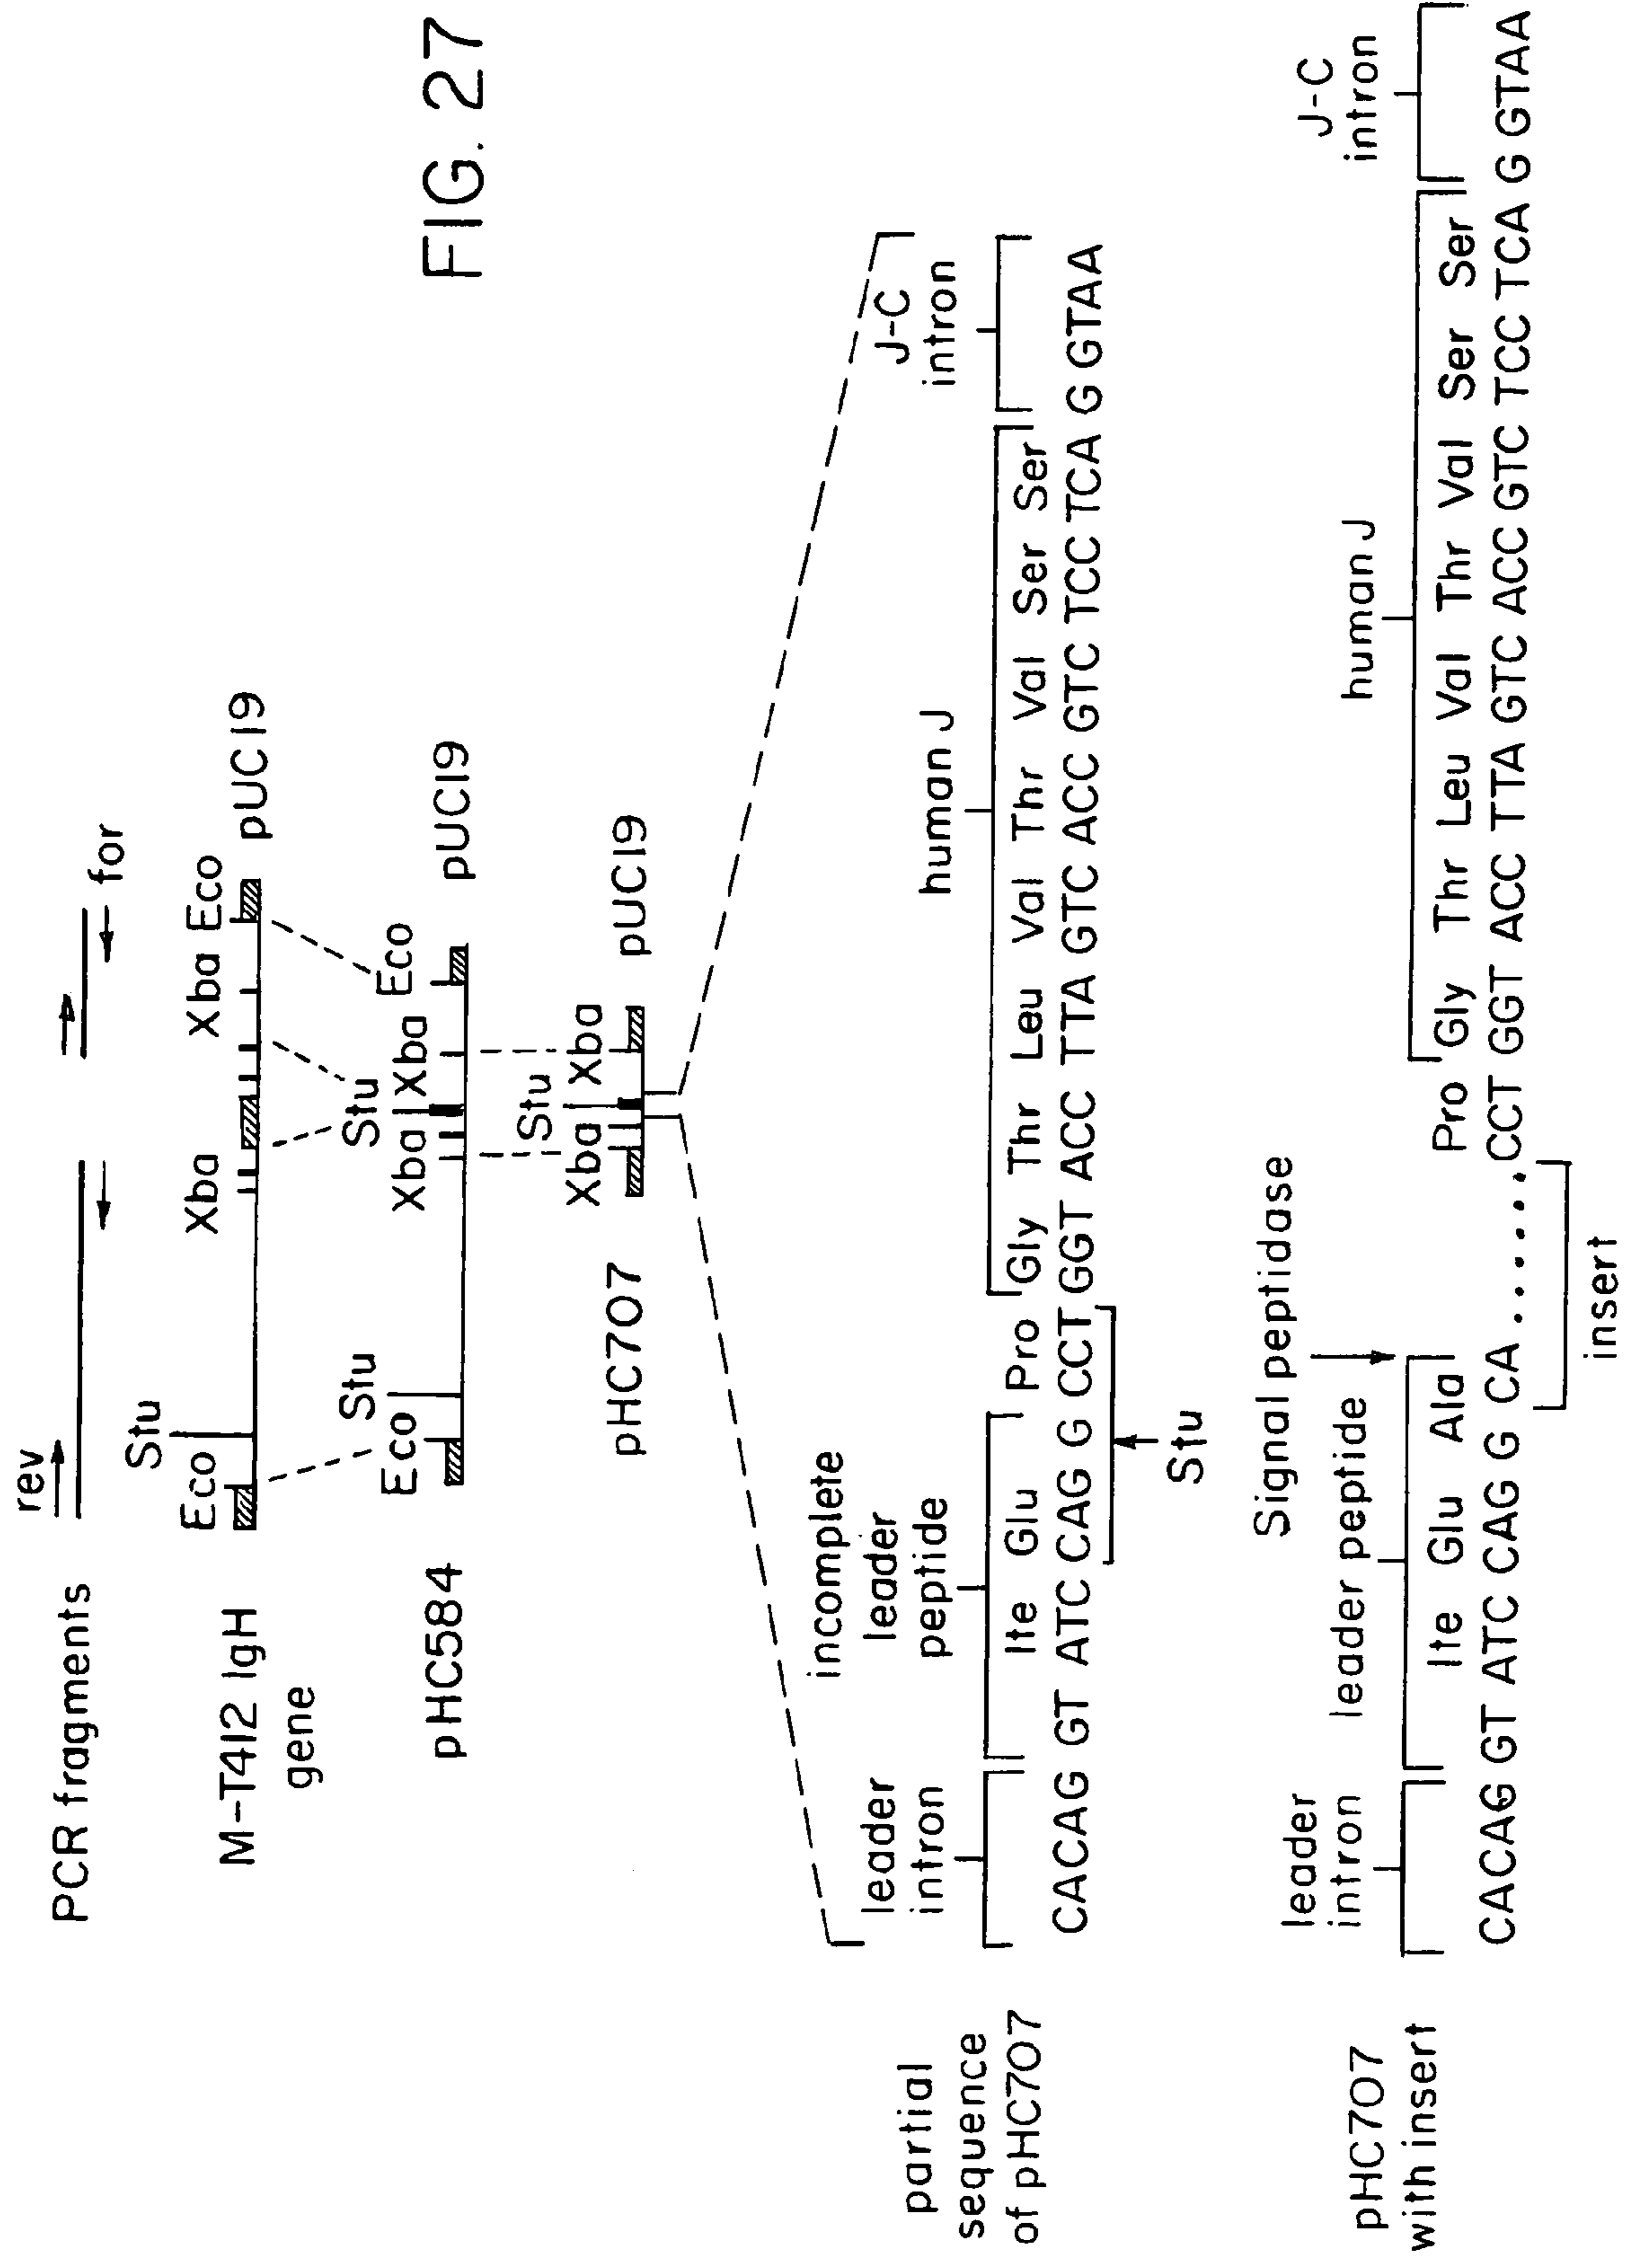 FIG. 27
PCR fragments
rev
for
M-T412 IgH
gene
Eco
Stu
Xba
Xba
Eco
pUC19
pHC584
Eco
Stu
Xba
Stu
Xba
Eco
pUC19
pHC707
Xba
Stu
Xba
pUC19
partial
sequence
of pHC707
leader
intron
incomplete
leader
peptide
human J
J-C
intron
Ite Glu Pro Gly Thr Leu Val Thr Val Ser Ser
CACAG GT ATC CAG G CCT GGT ACC TTA GTC ACC GTC TCC TCA G GTAA
Stu
pHC707
with insert
leader
intron
leader peptide
Signal peptidase
human J
J-C
intron
Ite Glu Ala Pro Gly Thr Leu Val Thr Val Ser Ser
CACAG GT ATC CAG G CA......CCT GGT ACC TTA GTC ACC GTC TCC TCA G GTAA
insert